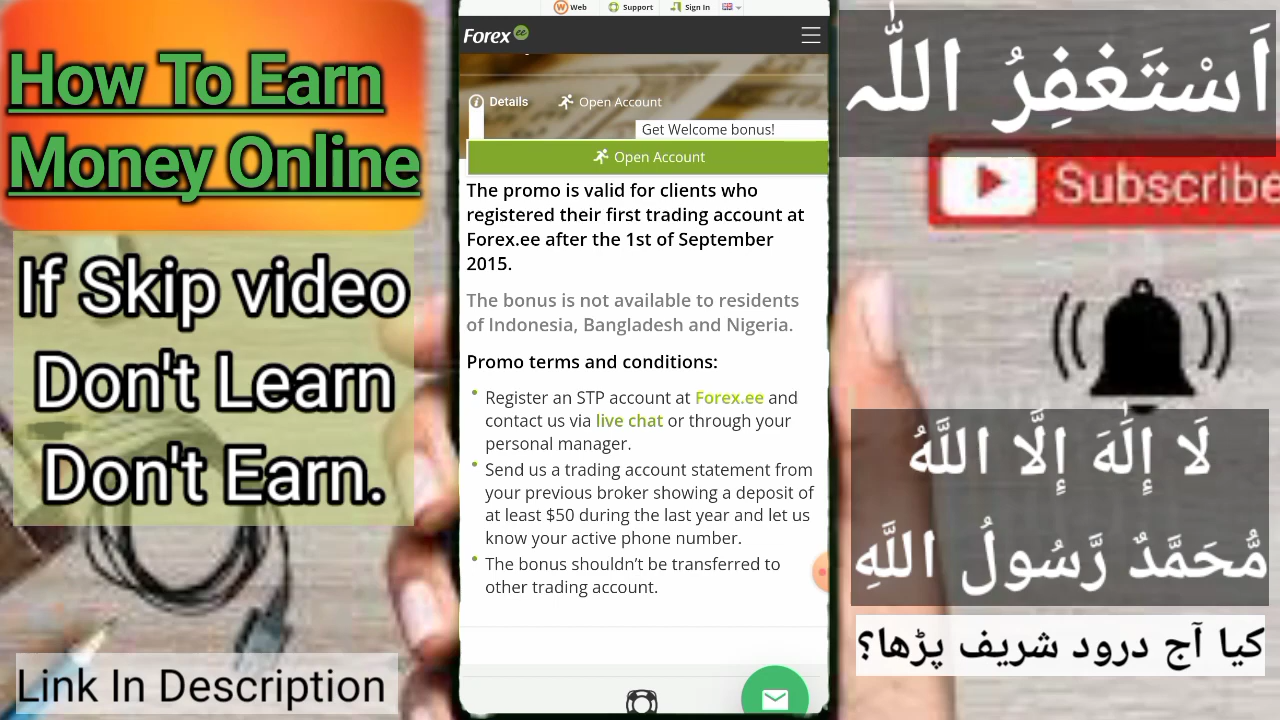 How To Earn
Money Online
If Skip video
Don't Learn
Don't Earn.
Link In Description
Web
Support
Sign In
Forex ee
Details
Open Account
Get Welcome bonus!
Open Account
The promo is valid for clients who
registered their first trading account at
Forex.ee after the 1st of September
2015.
The bonus is not available to residents
of Indonesia, Bangladesh and Nigeria.
Promo terms and conditions:
Register an STP account at Forex.ee and
contact us via live chat or through your
personal manager.
Send us a trading account statement from
your previous broker showing a deposit of
at least $50 during the last year and let us
know your active phone number.
The bonus shouldn't be transferred to
other trading account.
اَسْتَغفِرُ اللّٰه
Subscribe
لَا إِلٰهَ إِلَّا اللَّهُ
مُّحَمَّدٌ رَّسُولُ اللَّهِ
کیا آج درود شریف پڑھا؟